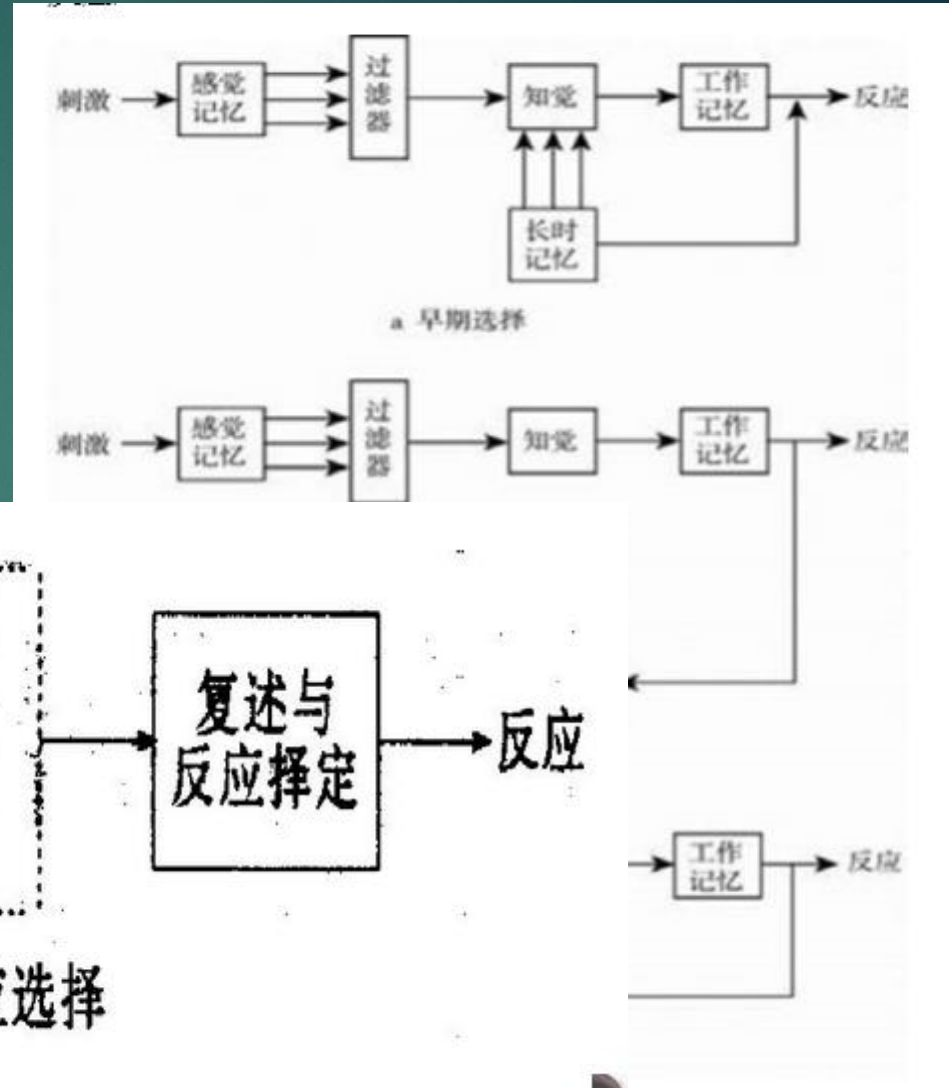 刺激
感觉
记忆
过
滤
器
知觉
工作
记忆
反应
长时
记忆
a 早期选择
刺激
感觉
记忆
过
滤
器
知觉
工作
记忆
反应
复述与
反应择定
反应
选择
工作
记忆
反应